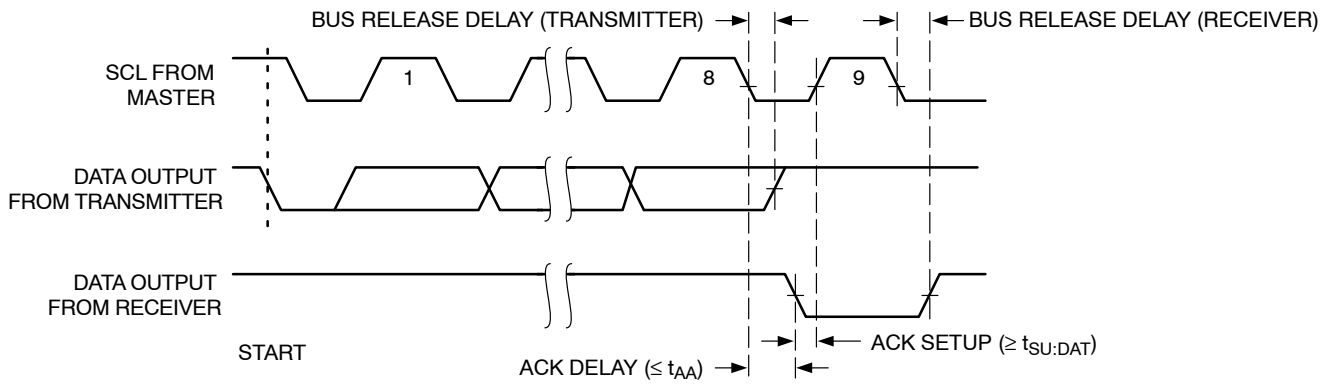 BUS RELEASE DELAY (TRANSMITTER)
BUS RELEASE DELAY (RECEIVER)
SCL FROM
MASTER
1
8
9
DATA OUTPUT
FROM TRANSMITTER
DATA OUTPUT
FROM RECEIVER
START
ACK SETUP (≥ tSU:DAT)
ACK DELAY (≤ tAA)